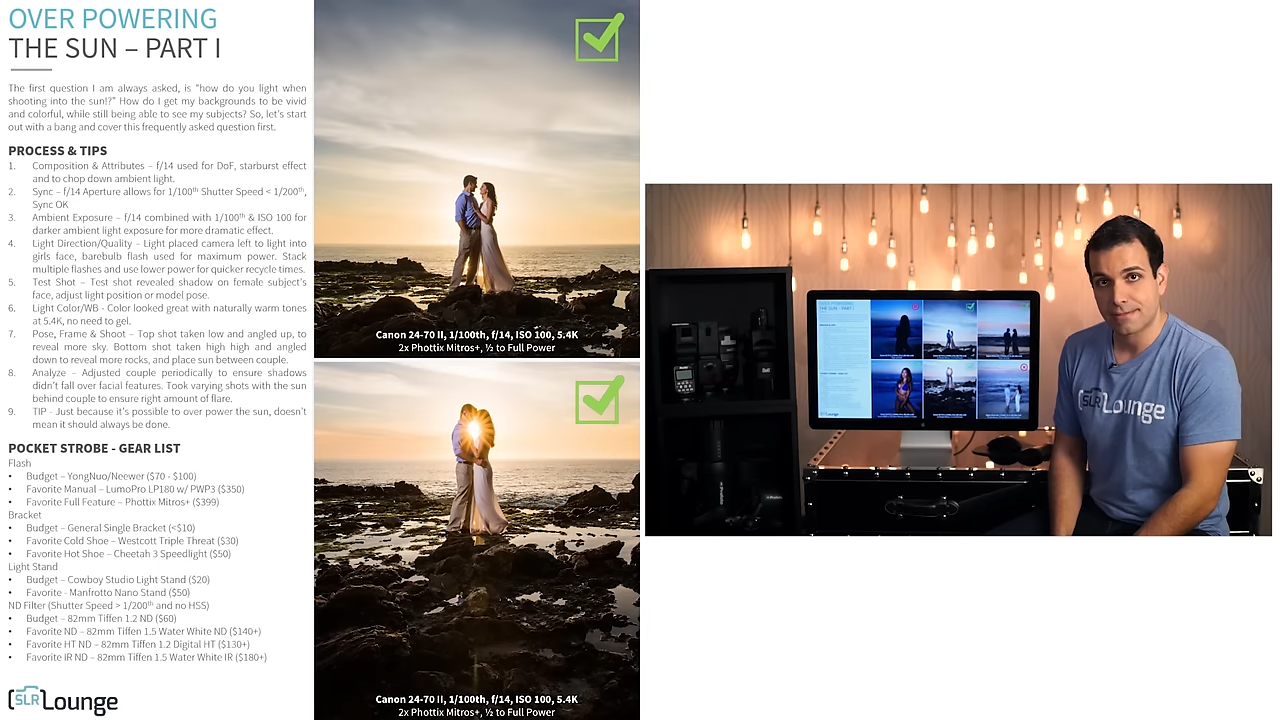 OVER POWERING
THE SUN – PART I
The first question I am always asked, is “how do you light when
shooting into the sun!?” How do I get my backgrounds to be vivid
and colorful, while still being able to see my subjects? So, let’s start
out with a bang and cover this frequently asked question first.
PROCESS & TIPS
1. Composition & Attributes – f/14 used for DoF, starburst effect
and to chop down ambient light.
2. Sync – f/14 Aperture allows for 1/100th Shutter Speed < 1/200th,
Sync OK
3. Ambient Exposure – f/14 combined with 1/100th & ISO 100 for
darker ambient light exposure for more dramatic effect.
4. Light Direction/Quality – Light placed camera left to light into
girls face, barebulb flash used for maximum power. Stack
multiple flashes and use lower power for quicker recycle times.
5. Test Shot – Test shot revealed shadow on female subject’s
face, adjust light position or model pose.
6. Light Color/WB - Color looked great with naturally warm tones
at 5.4K, no need to gel.
7. Pose, Frame & Shoot – Top shot taken low and angled up, to
reveal more sky. Bottom shot taken high high and angled
down to reveal more rocks, and place sun between couple.
8. Analyze – Adjusted couple periodically to ensure shadows
didn’t fall over facial features. Took varying shots with the sun
behind couple to ensure right amount of flare.
9. TIP - Just because it’s possible to over power the sun, doesn’t
mean it should always be done.
POCKET STROBE - GEAR LIST
Flash
• Budget – YongNuo/Neewer ($70 - $100)
• Favorite Manual – LumoPro LP180 w/ PWP3 ($350)
• Favorite Full Feature – Phottix Mitros+ ($399)
Bracket
• Budget – General Single Bracket (<$10)
• Favorite Cold Shoe – Westcott Triple Threat ($30)
• Favorite Hot Shoe – Cheetah 3 Speedlight ($50)
Light Stand
• Budget – Cowboy Studio Light Stand ($20)
• Favorite - Manfrotto Nano Stand ($50)
ND Filter (Shutter Speed > 1/200th and no HSS)
• Budget – 82mm Tiffen 1.2 ND ($60)
• Favorite ND – 82mm Tiffen 1.5 Water White ND ($140+)
• Favorite HT ND – 82mm Tiffen 1.2 Digital HT ($130+)
• Favorite IR ND – 82mm Tiffen 1.5 Water White IR ($180+)
SLR Lounge
Canon 24-70 II, 1/100th, f/14, ISO 100, 5.4K
2x Phottix Mitros+, ½ to Full Power
Canon 24-70 II, 1/100th, f/14, ISO 100, 5.4K
2x Phottix Mitros+, ½ to Full Power
OVER POWERING
THE SUN – PART I
Lounge
SLR Lounge